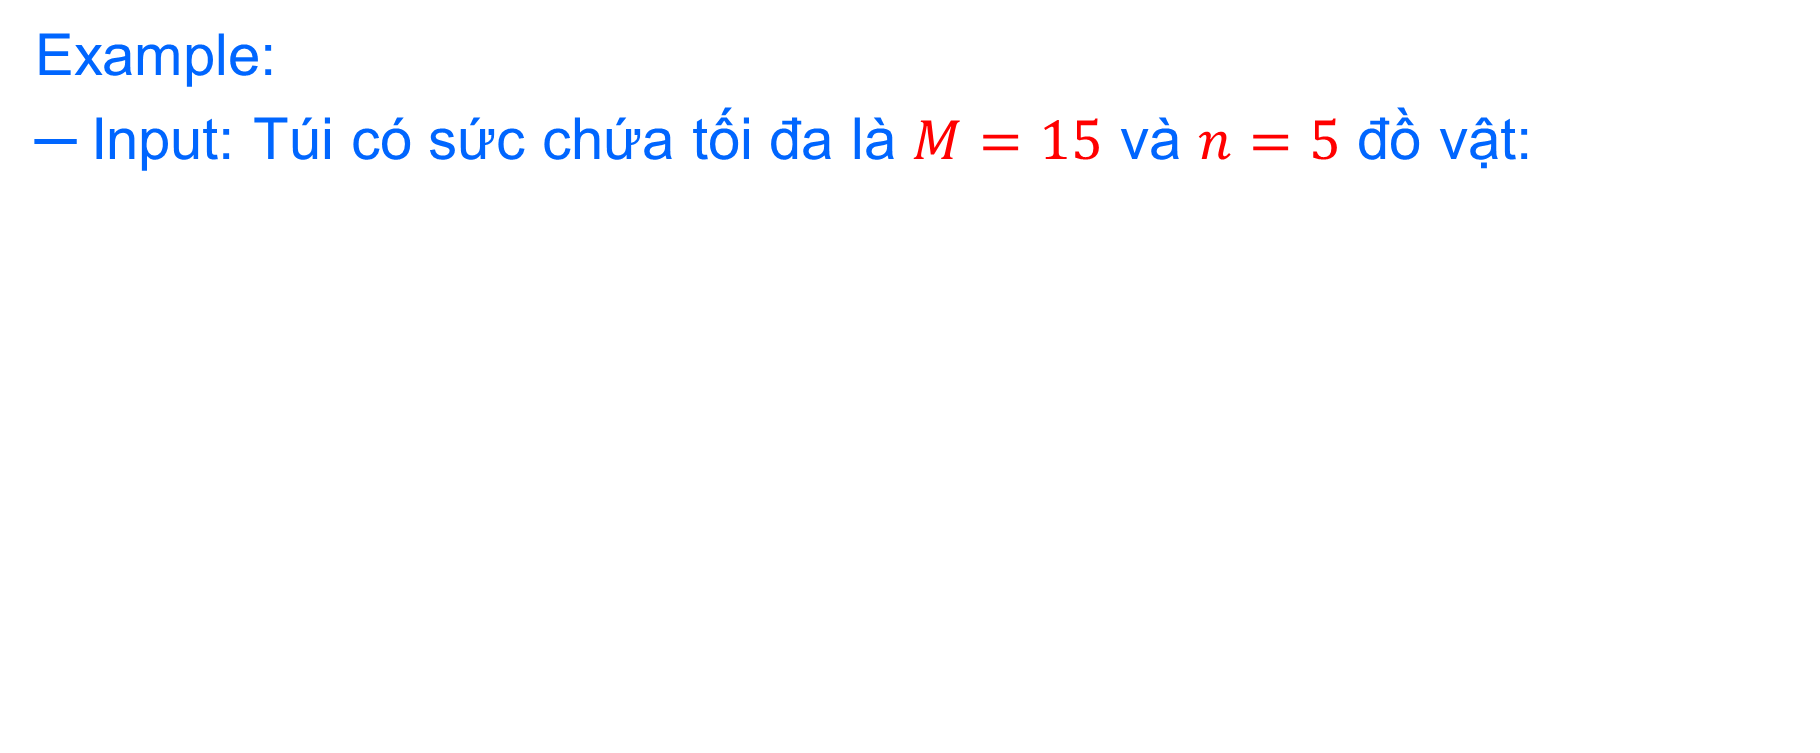 Example:
─ Input: Túi có sức chứa tối đa là M = 15 và n = 5 đồ vật: